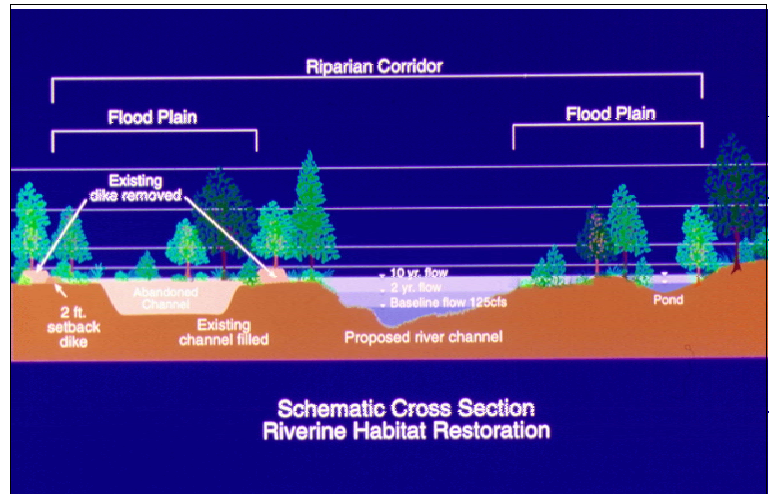 Riparian Corridor
Flood Plain
Flood Plain
Existing
dike removed
10 yr. flow
2 yr. flow
Baseline flow 125cfs
Abandoned
Channel
Pond
2 ft.
setback
dike
Existing
channel filled
Proposed river channel
Schematic Cross Section
Riverine Habitat Restoration